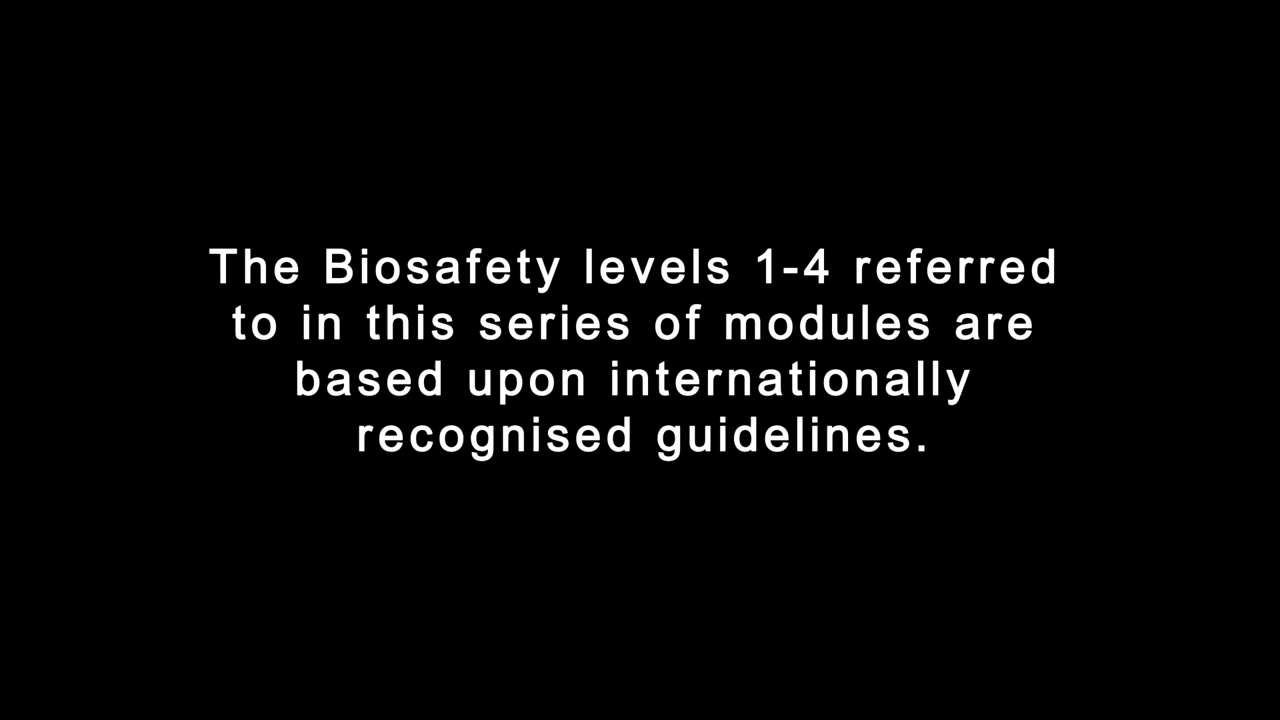 The Biosafety levels 1-4 referred
to in this series of modules are
based upon internationally
recognised guidelines.